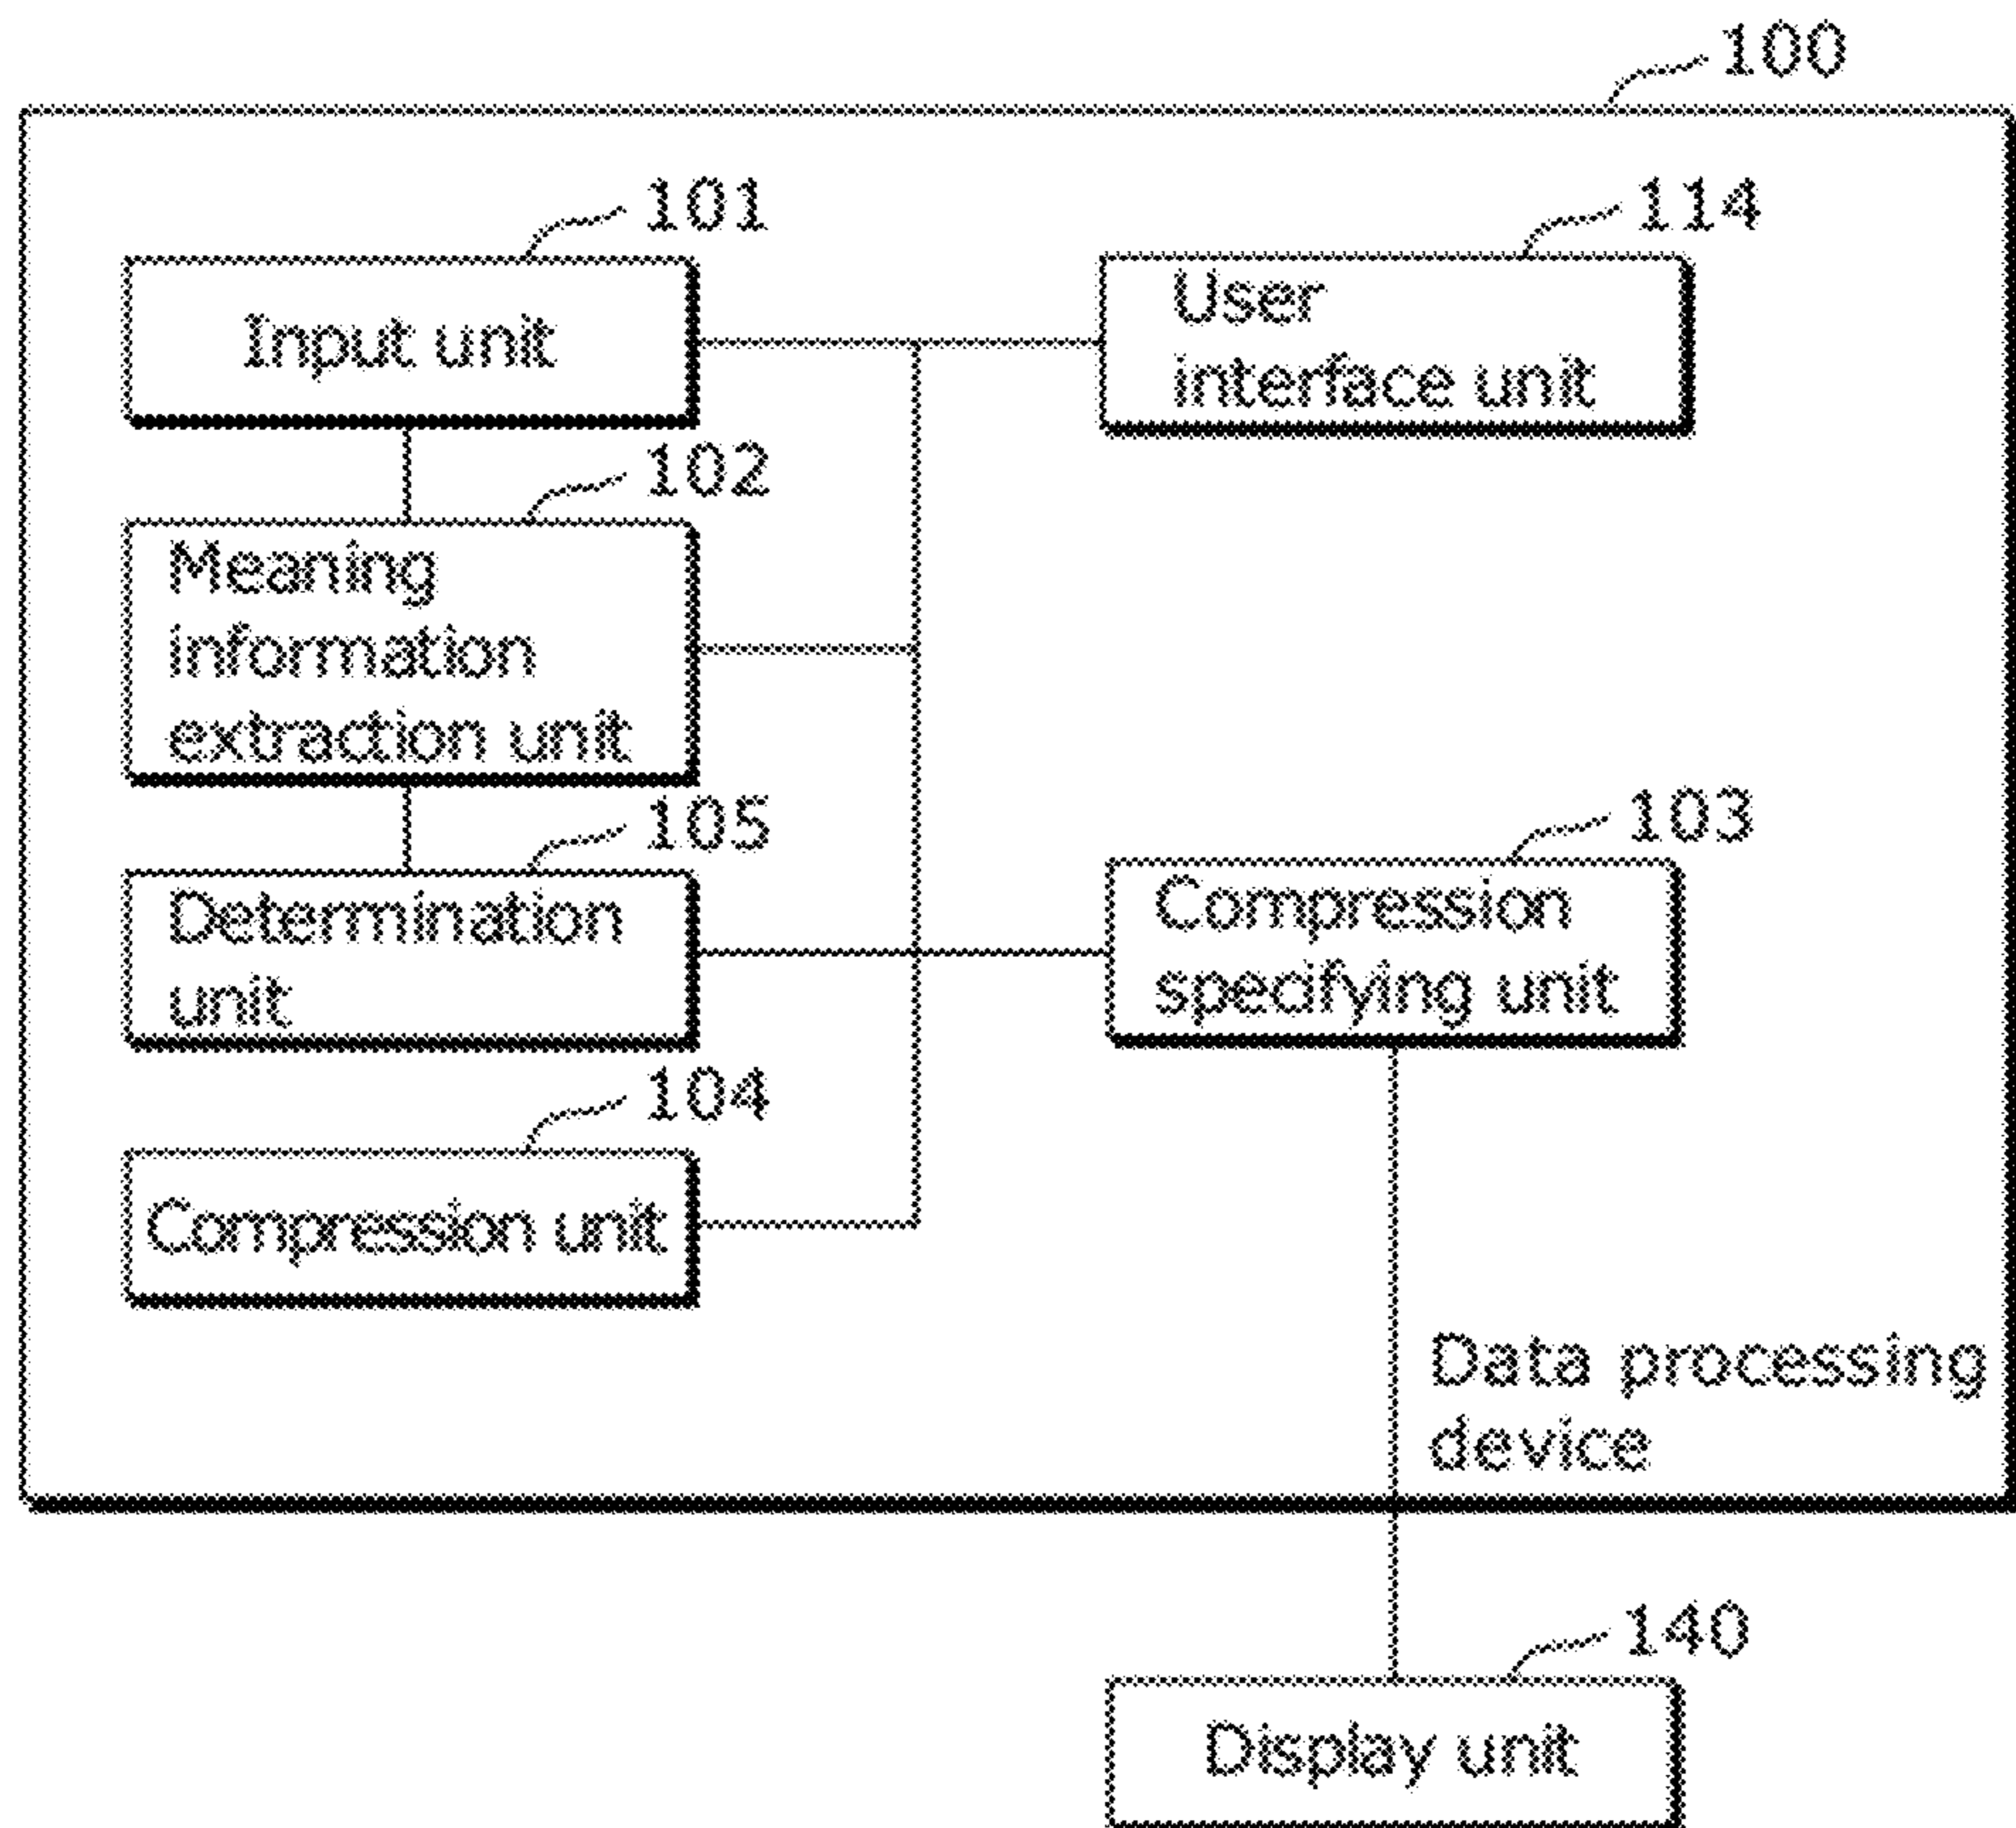 100
101
114
Input unit
User
interface unit
102
Meaning
information
extraction unit
105
103
Determination
unit
Compression
specifying unit
104
Compression unit
Data processing
device
140
Display unit